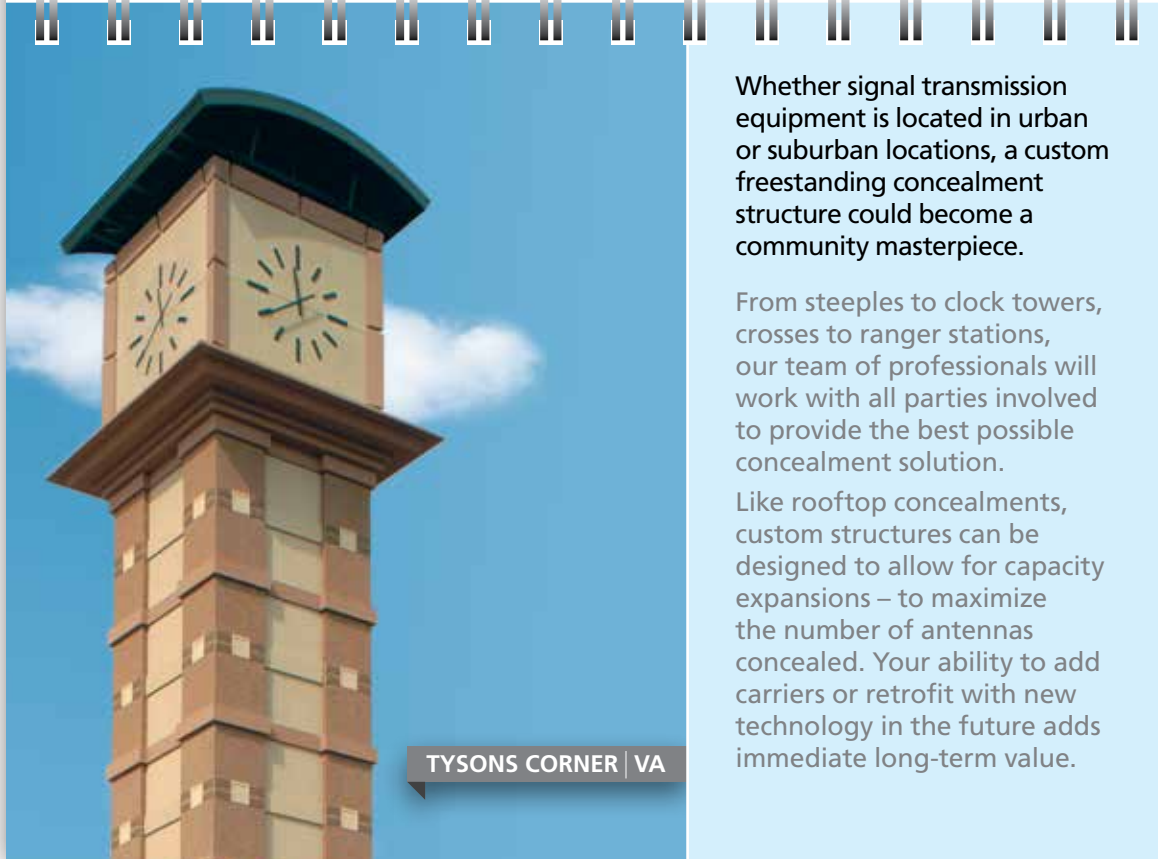 Whether signal transmission
equipment is located in urban
or suburban locations, a custom
freestanding concealment
structure could become a
community masterpiece.
From steeples to clock towers,
crosses to ranger stations,
our team of professionals will
work with all parties involved
to provide the best possible
concealment solution.
Like rooftop concealments,
custom structures can be
designed to allow for capacity
expansions – to maximize
the number of antennas
concealed. Your ability to add
carriers or retrofit with new
technology in the future adds
immediate long-term value.
TYSONS CORNER | VA